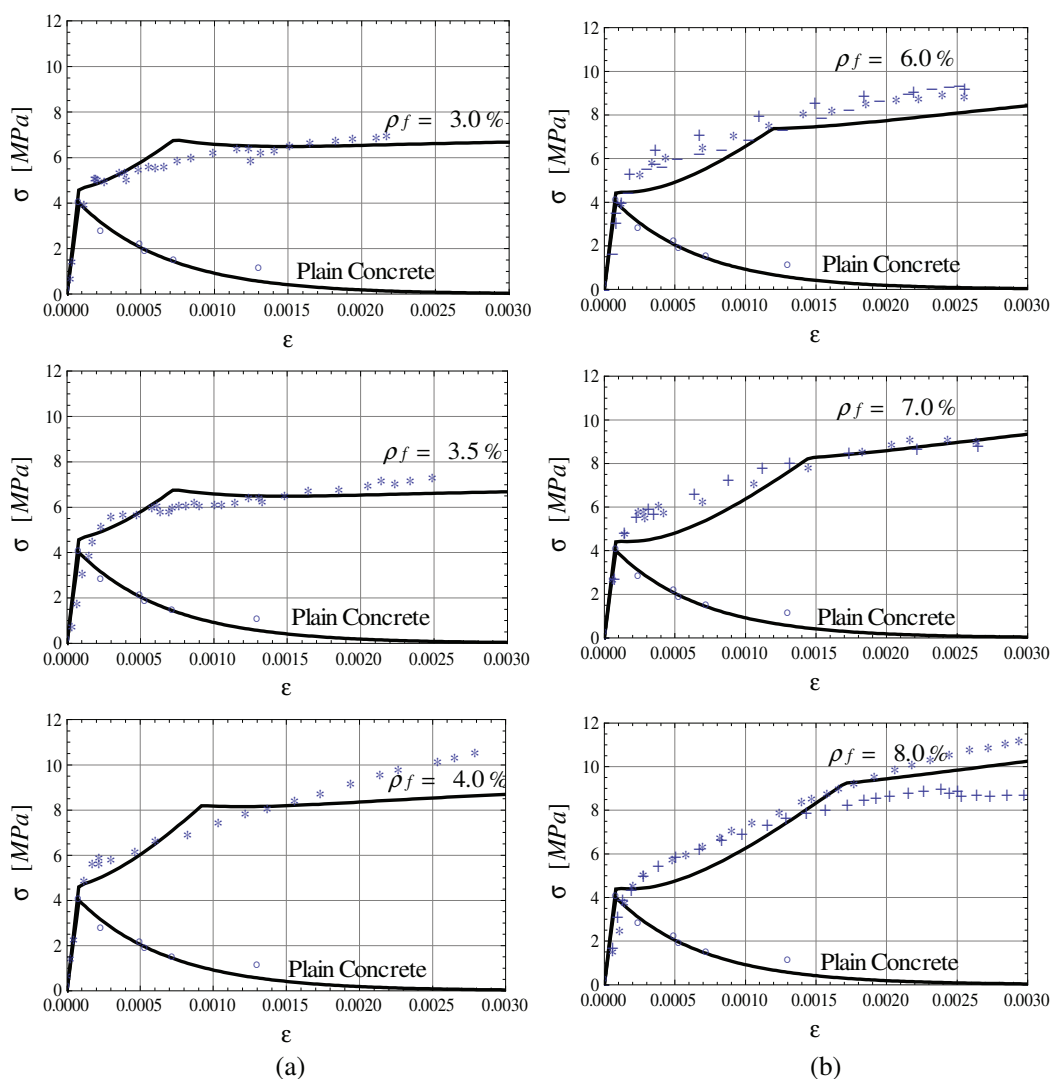 12
10
8
6
4
2
0
σ [MPa]
ρf = 3.0 %
Plain Concrete
0.0000 0.0005 0.0010 0.0015 0.0020 0.0025 0.0030
ε
12
10
8
6
4
2
0
σ [MPa]
ρf = 6.0 %
Plain Concrete
0.0000 0.0005 0.0010 0.0015 0.0020 0.0025 0.0030
ε
12
10
8
6
4
2
0
σ [MPa]
ρf = 3.5 %
Plain Concrete
0.0000 0.0005 0.0010 0.0015 0.0020 0.0025 0.0030
ε
12
10
8
6
4
2
0
σ [MPa]
ρf = 7.0 %
Plain Concrete
0.0000 0.0005 0.0010 0.0015 0.0020 0.0025 0.0030
ε
12
10
8
6
4
2
0
σ [MPa]
ρf = 4.0 %
Plain Concrete
0.0000 0.0005 0.0010 0.0015 0.0020 0.0025 0.0030
ε
12
10
8
6
4
2
0
σ [MPa]
ρf = 8.0 %
Plain Concrete
0.0000 0.0005 0.0010 0.0015 0.0020 0.0025 0.0030
ε
(a)
(b)